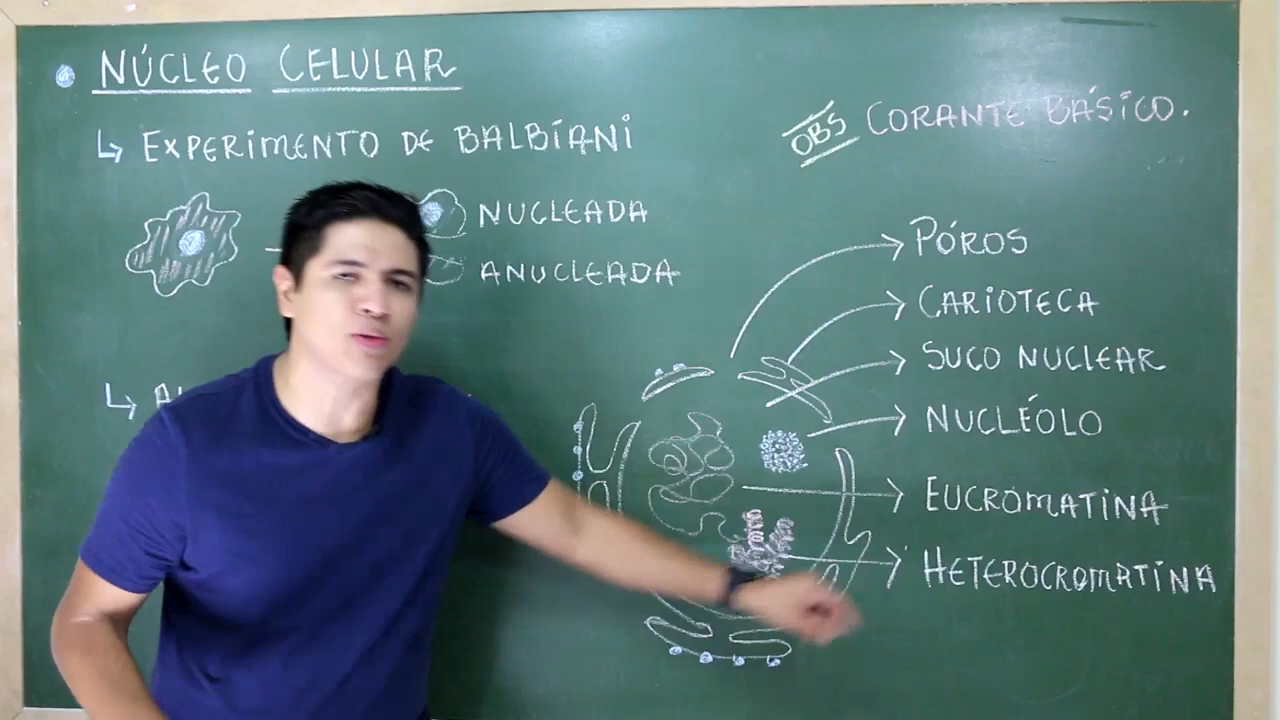 NÚCLEO CELULAR
↳ EXPERIMENTO DE BALBIANI
NUCLEADA
ANUCLEADA
OBS CORANTE BÁSICO.
PÓROS
CARIOTECA
SUCO NUCLEAR
NUCLÉOLO
EUCROMATINA
HETEROCROMATINA